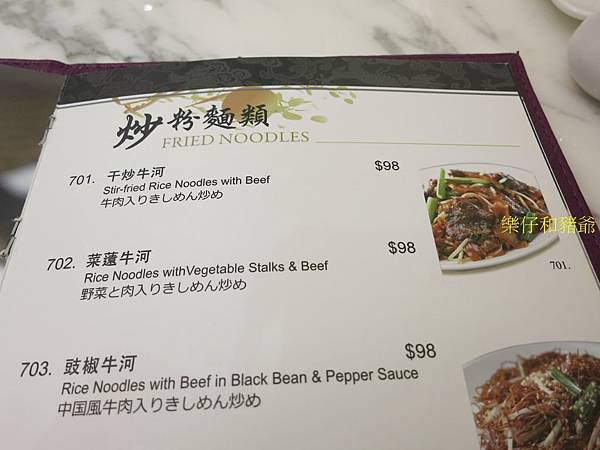 炒粉麵類
FRIED NOODLES
701. 干炒牛河 $98
Stir-fried Rice Noodles with Beef
牛肉入りきしめん炒め
701.
樂仔和豬爺
702. 菜薳牛河 $98
Rice Noodles withVegetable Stalks & Beef
野菜と肉入りきしめん炒め
703. 豉椒牛河 $98
Rice Noodles with Beef in Black Bean & Pepper Sauce
中国風牛肉入りきしめん炒め